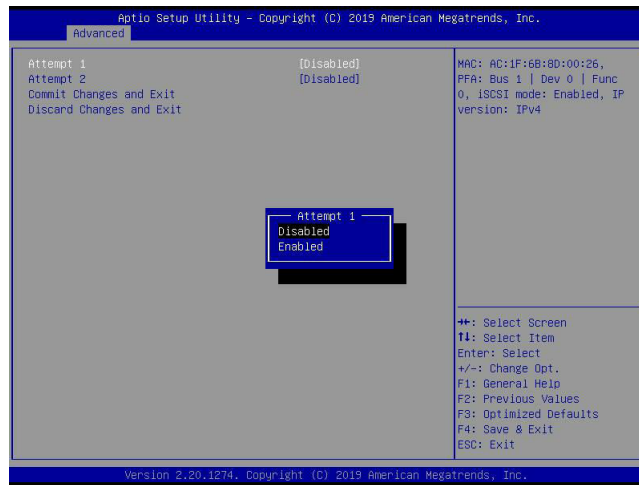 Aptio Setup Utility – Copyright (C) 2019 American Megatrends, Inc.
Advanced
Attempt 1 [Disabled]
Attempt 2 [Disabled]
Commit Changes and Exit
Discard Changes and Exit
MAC: AC:1F:6B:8D:00:26,
PFA: Bus 1 | Dev 0 | Func
0, iSCSI mode: Enabled, IP
version: IPv4
Attempt 1
Disabled
Enabled
→←: Select Screen
↑↓: Select Item
Enter: Select
+/-: Change Opt.
F1: General Help
F2: Previous Values
F3: Optimized Defaults
F4: Save & Exit
ESC: Exit
Version 2.20.1274. Copyright (C) 2019 American Megatrends, Inc.